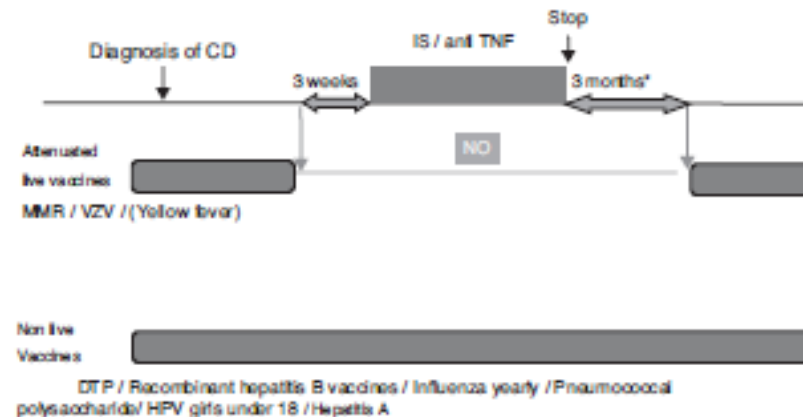 Stop
IS / anti TNF
Diagnosis of CD
3 weeks
3 months*
NO
Attenuated
live vaccines
MMR / VZV / (Yellow fever)
Non live
Vaccines
DTP / Recombinant hepatitis B vaccines / Influenza yearly / Pneumococcal
polysaccharide/ HPV girls under 18 / Hepatitis A